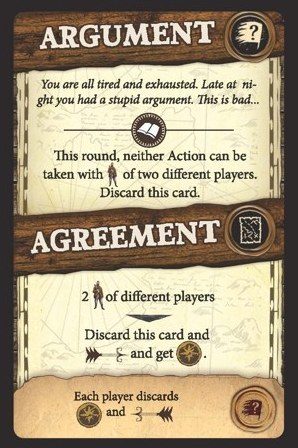 ARGUMENT
You are all tired and exhausted. Late at ni-
ght you had a stupid argument. This is bad...
This round, neither Action can be
taken with of two different players.
Discard this card.
AGREEMENT
2 of different players
Discard this card and
and get .
Each player discards
and